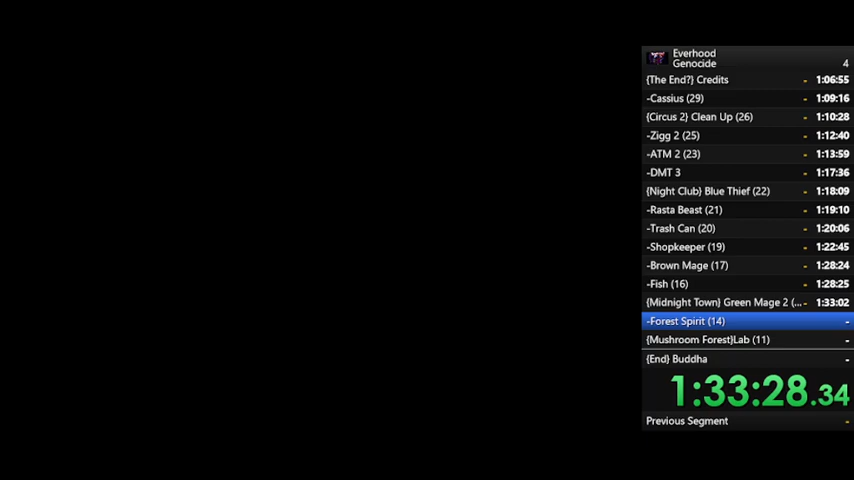 Everhood
Genocide 4
{The End?} Credits - 1:06:55
-Cassius (29) - 1:09:16
{Circus 2} Clean Up (26) - 1:10:28
-Zigg 2 (25) - 1:12:40
-ATM 2 (23) - 1:13:59
-DMT 3 - 1:17:36
{Night Club} Blue Thief (22) - 1:18:09
-Rasta Beast (21) - 1:19:10
-Trash Can (20) - 1:20:06
-Shopkeeper (19) - 1:22:45
-Brown Mage (17) - 1:28:24
-Fish (16) - 1:28:25
{Midnight Town} Green Mage 2 (... - 1:33:02
-Forest Spirit (14) -
{Mushroom Forest}Lab (11) -
{End} Buddha -
1:33:28.34
Previous Segment -